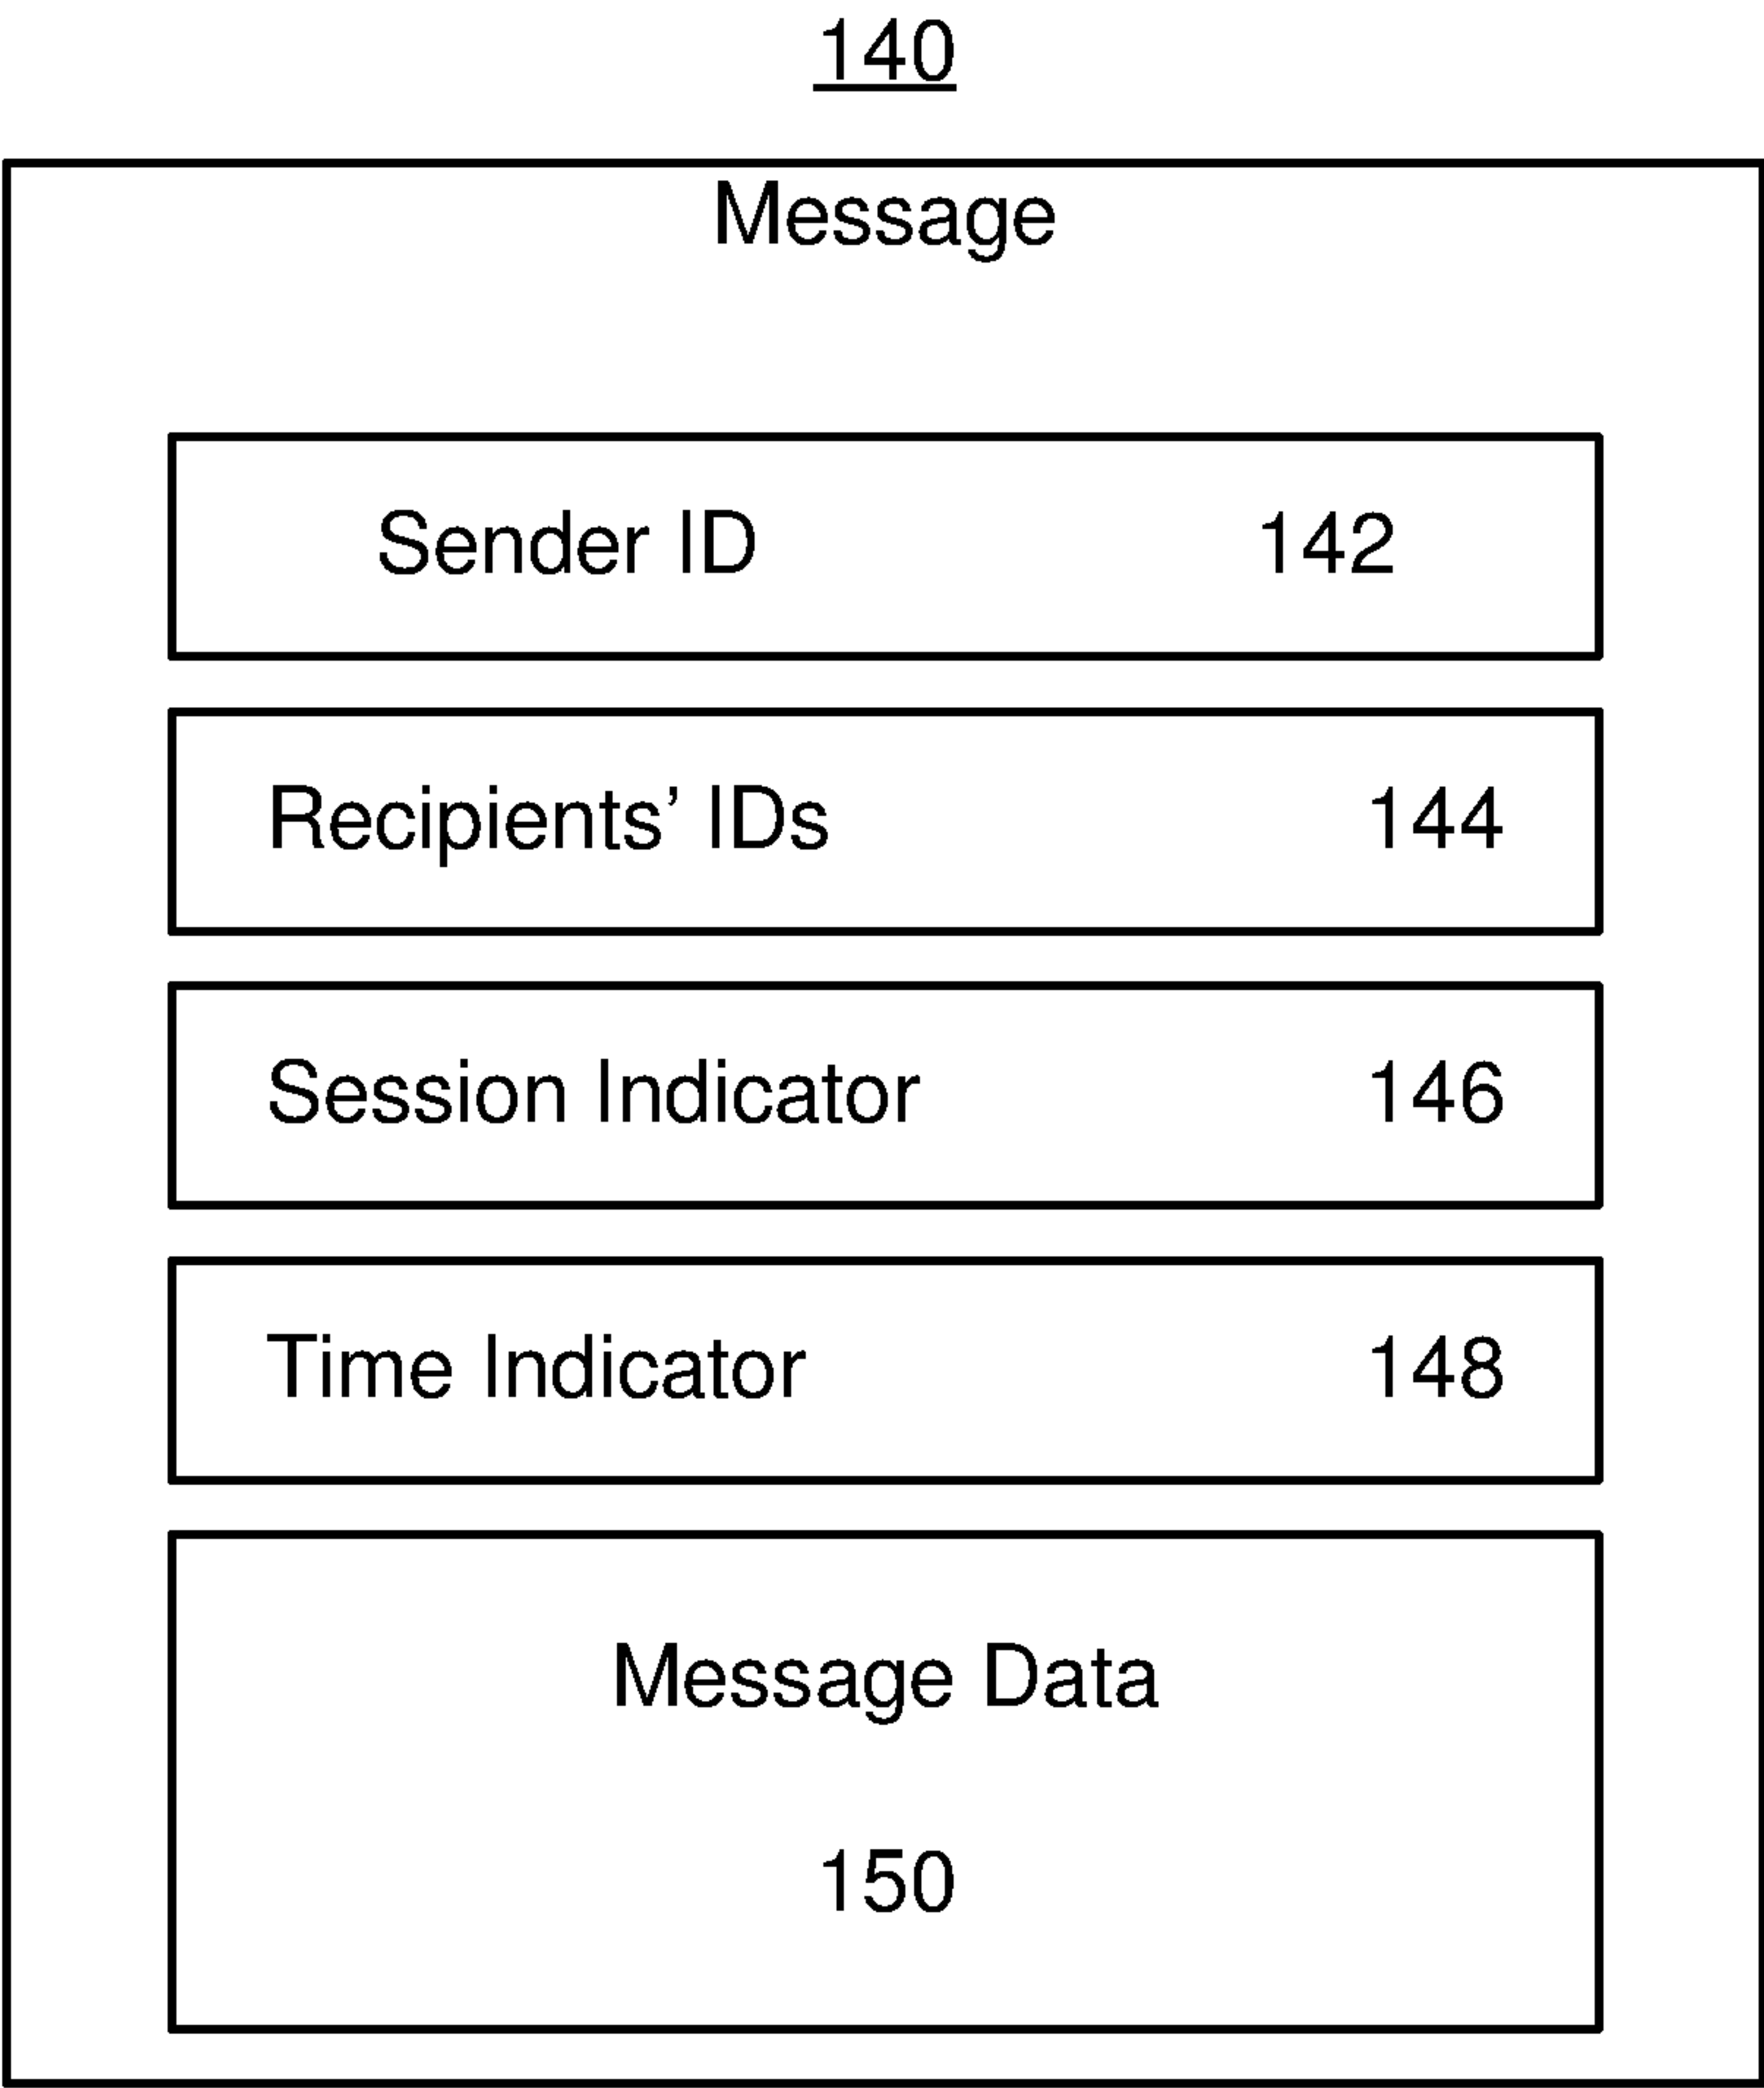 140
Message
Sender ID 142
Recipients’ IDs 144
Session Indicator 146
Time Indicator 148
Message Data
150